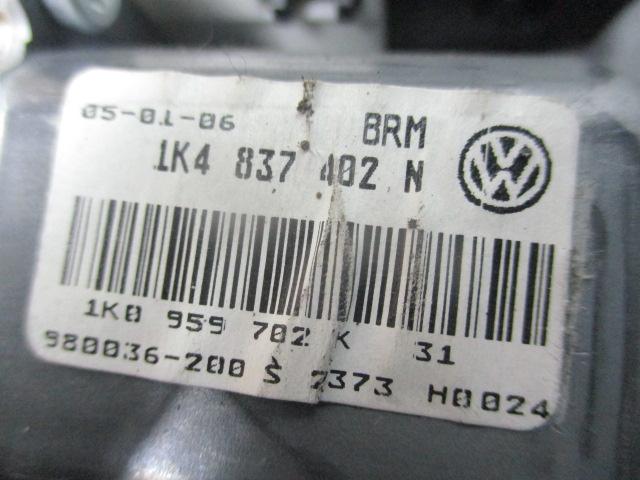 05-01-06 BRM
1K4 837 402 N
1K0 959 702 K 31
980036-200 S 2373 H0024